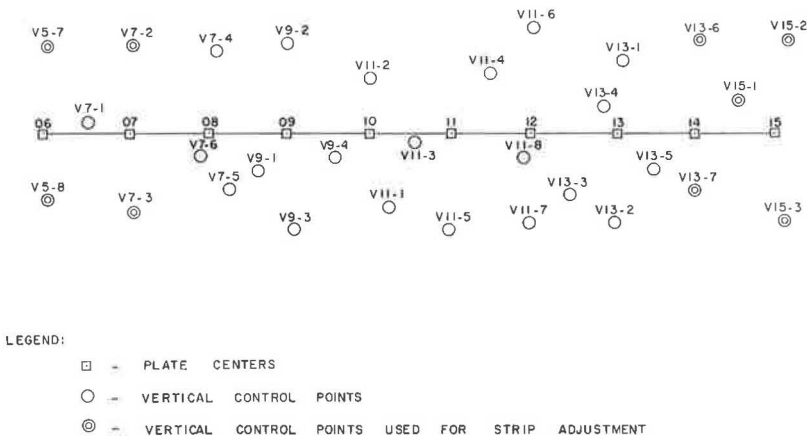 V11-6
V5-7 V7-2 V7-4 V9-2 V13-6 V15-2
V13-1
V11-2 V11-4
V15-1
V7-1 V13-4
06 07 08 09 10 11 12 13 14 15
V7-6 V9-4 V11-3 V11-8
V9-1 V13-5
V5-8 V7-3 V7-5 V11-1 V13-3 V13-7
V9-3 V11-5 V11-7 V13-2 V15-3
LEGEND:
- PLATE CENTERS
- VERTICAL CONTROL POINTS
- VERTICAL CONTROL POINTS USED FOR STRIP ADJUSTMENT